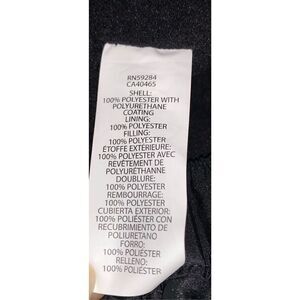 RN59284
CA40465
SHELL:
100% POLYESTER WITH
POLYURETHANE
COATING
LINING:
100% POLYESTER
FILLING:
100% POLYESTER
ÉTOFFE EXTÉRIEURE:
100% POLYESTER AVEC
REVÊTEMENT DE
POLYURÉTHANNE
DOUBLURE:
100% POLYESTER
REMBOURRAGE:
100% POLYESTER
CUBIERTA EXTERIOR:
100% POLIÉSTER CON
RECUBRIMIENTO DE
POLIURETANO
FORRO:
100% POLIÉSTER
RELLENO:
100% POLIÉSTER